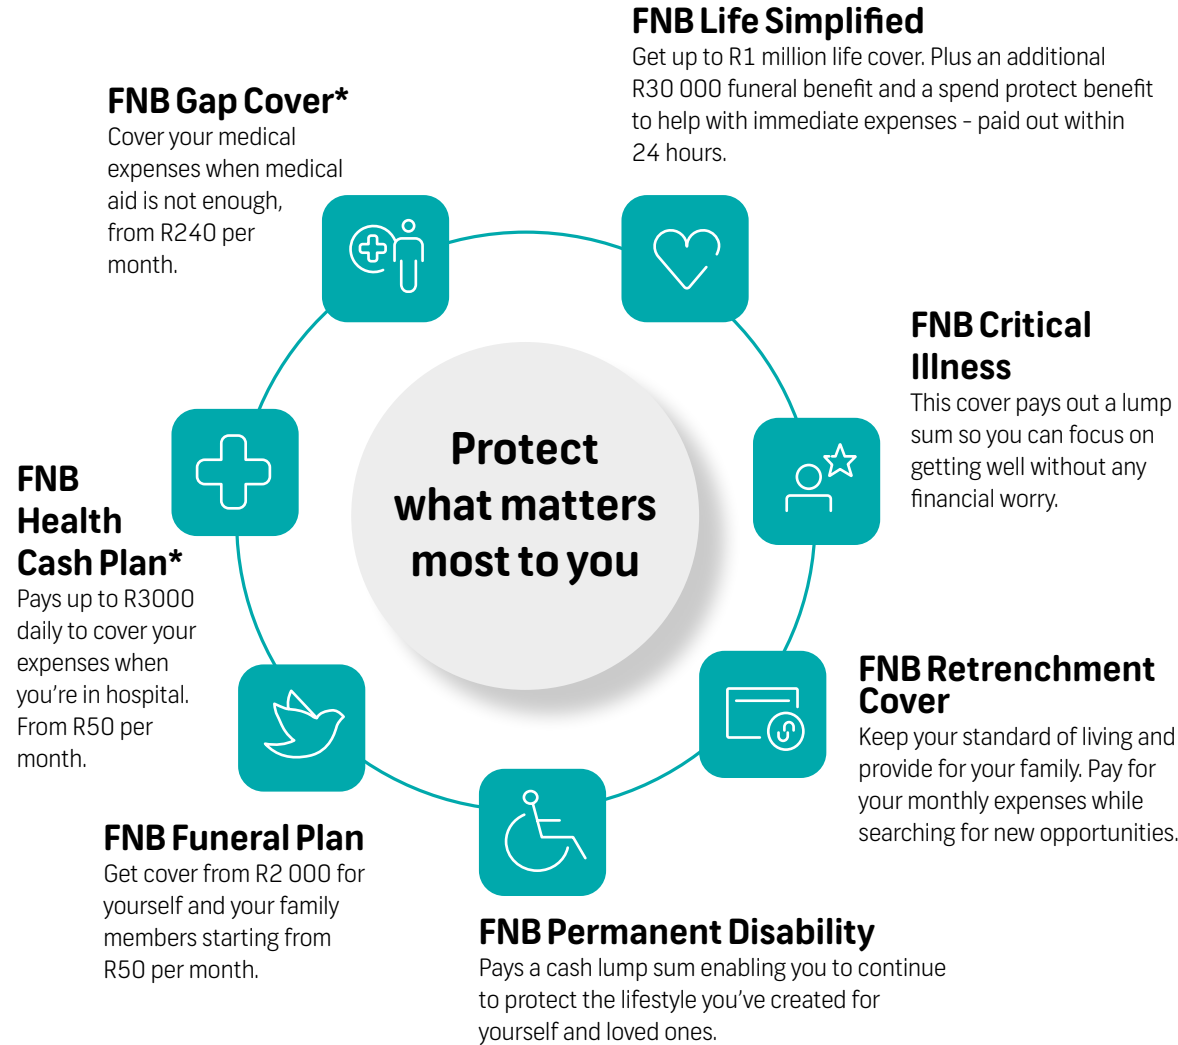 FNB Life Simplified
Get up to R1 million life cover. Plus an additional
R30 000 funeral benefit and a spend protect benefit
to help with immediate expenses - paid out within
24 hours.
FNB Gap Cover*
Cover your medical
expenses when medical
aid is not enough,
from R240 per
month.
FNB Critical
Illness
This cover pays out a lump
sum so you can focus on
getting well without any
financial worry.
Protect
what matters
most to you
FNB
Health
Cash Plan*
Pays up to R3000
daily to cover your
expenses when
you're in hospital.
From R50 per
month.
FNB Retrenchment
Cover
Keep your standard of living and
provide for your family. Pay for
your monthly expenses while
searching for new opportunities.
FNB Funeral Plan
Get cover from R2 000 for
yourself and your family
members starting from
R50 per month.
FNB Permanent Disability
Pays a cash lump sum enabling you to continue
to protect the lifestyle you've created for
yourself and loved ones.